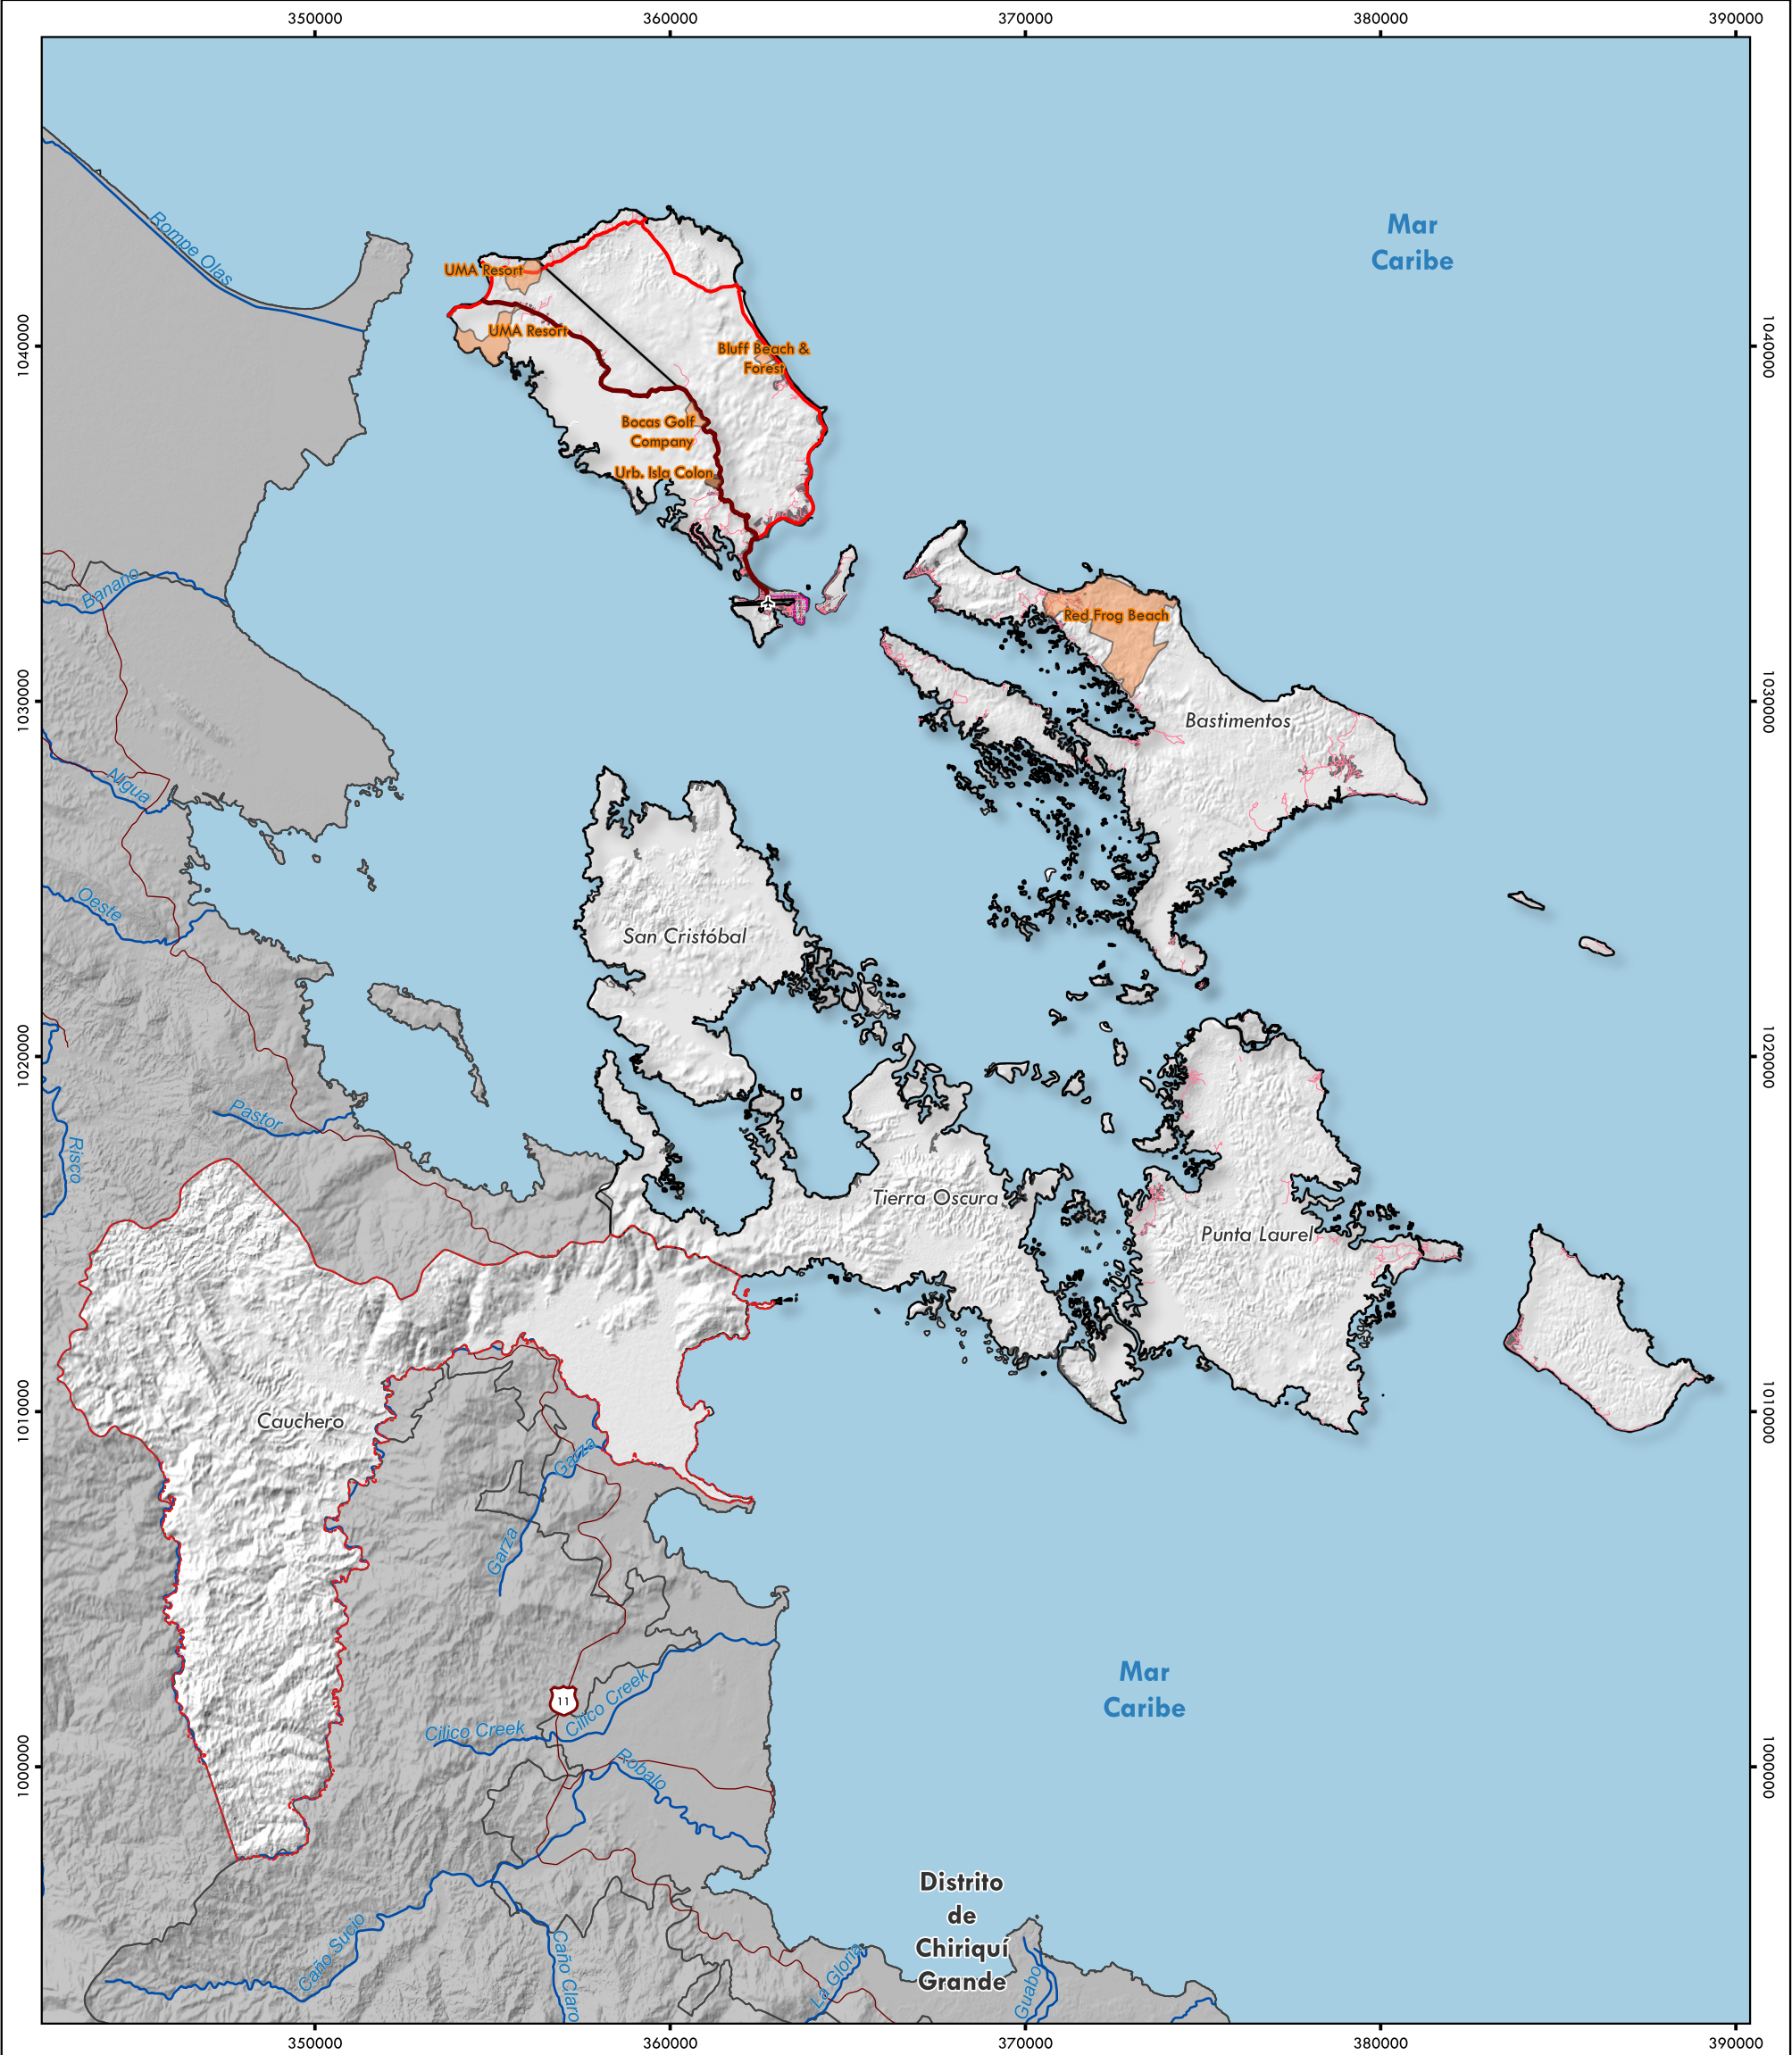 350000
360000
370000
380000
390000
Mar
Caribe
Rompe Olas
UMA Resort
UMA Resort
1040000
1040000
Bluff Beach &
Forest
Bocas Golf
Company
Urb. Isla Colon
Banano
Red Frog Beach
1030000
1030000
Bastimentos
Nigua
Oeste
San Cristóbal
1020000
1020000
Pastor
Risco
Tierra Oscura
Punta Laurel
1010000
1010000
Cauchero
Garza
Garza
Mar
Caribe
11
Cilico Creek
Cilico Creek
Robalo
1000000
1000000
Distrito
de
Chiriquí
Grande
Caño Sucio
Caño Claro
La Gloria
Guabo
350000
360000
370000
380000
390000